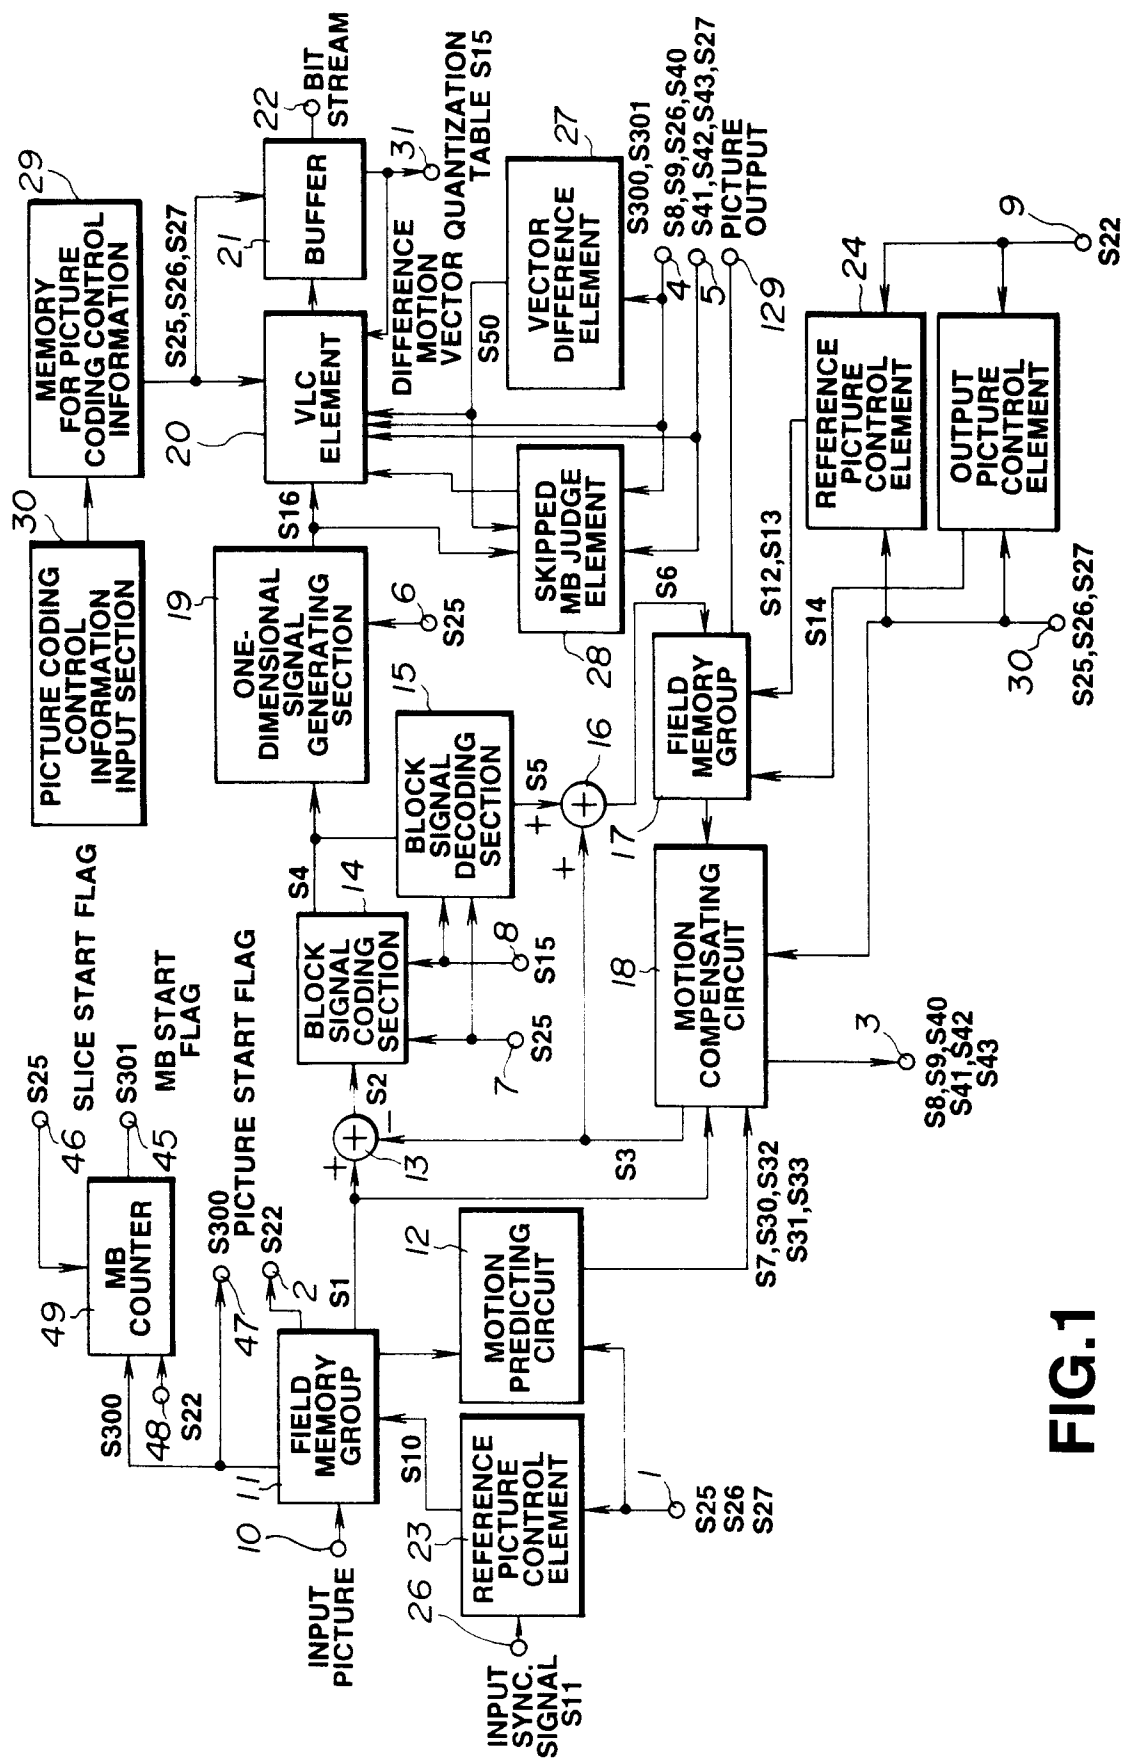 PICTURE CODING
CONTROL
INFORMATION
INPUT SECTION
30
MEMORY
FOR PICTURE
CODING CONTROL
INFORMATION
29
S25,S26,S27
S25
46
SLICE START FLAG
S301
45
MB START
FLAG
MB
COUNTER
49
S300
48
S22
S300
PICTURE START FLAG
47
S22
2
INPUT
PICTURE
10
11
FIELD
MEMORY
GROUP
S1
+
13
−
S2
BLOCK
SIGNAL
CODING
SECTION
14
S4
ONE-
DIMENSIONAL
SIGNAL
GENERATING
SECTION
19
6
S25
S16
VLC
ELEMENT
20
BUFFER
21
22
BIT
STREAM
31
QUANTIZATION
TABLE S15
DIFFERENCE
MOTION
VECTOR
S50
BLOCK
SIGNAL
DECODING
SECTION
15
8
S15
7
S25
S5
+
+
16
SKIPPED
MB JUDGE
ELEMENT
28
VECTOR
DIFFERENCE
ELEMENT
27
S300,S301
4
S8,S9,S26,S40
5
S41,S42,S43,S27
129
PICTURE
OUTPUT
INPUT
SYNC.
SIGNAL
S11
26
REFERENCE
PICTURE
CONTROL
ELEMENT
23
S10
MOTION
PREDICTING
CIRCUIT
12
1
S25
S26
S27
S3
S7,S30,S32
S31,S33
MOTION
COMPENSATING
CIRCUIT
18
3
S8,S9,S40
S41,S42
S43
FIELD
MEMORY
GROUP
17
S6
S12,S13
S14
REFERENCE
PICTURE
CONTROL
ELEMENT
24
OUTPUT
PICTURE
CONTROL
ELEMENT
30
S25,S26,S27
9
S22
FIG.1